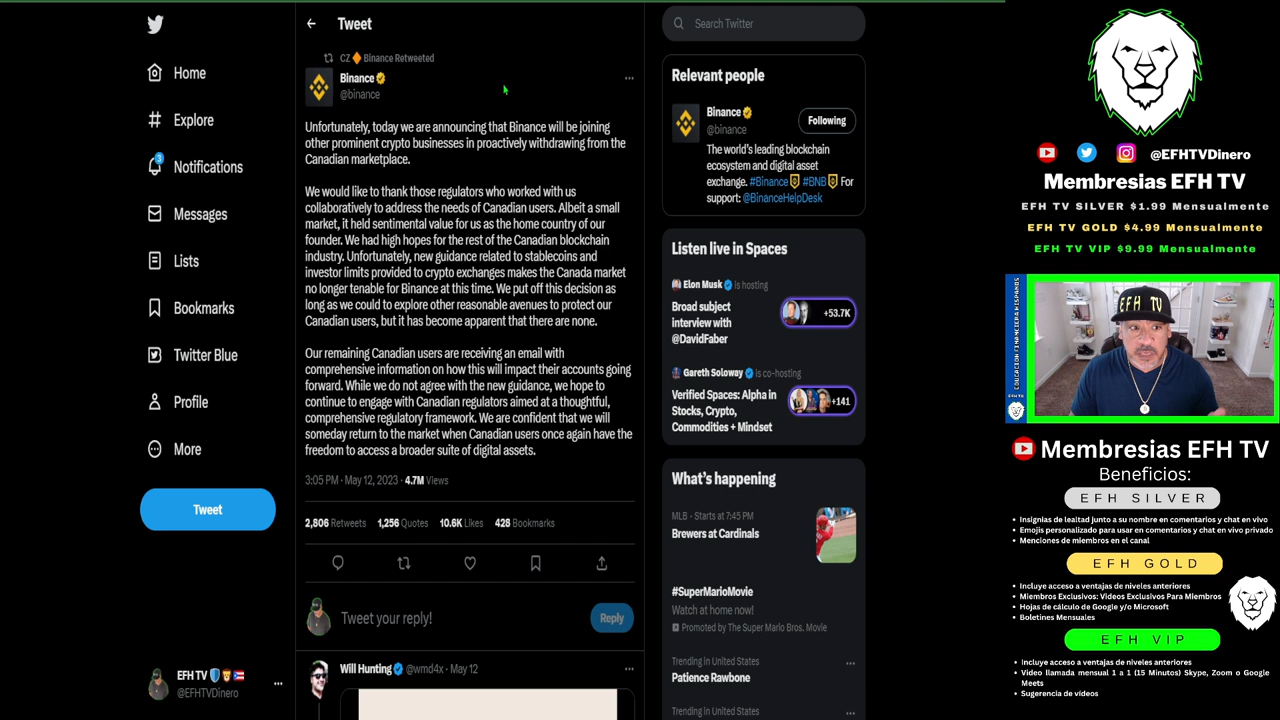 Home
Explore
3
Notifications
Messages
Lists
Bookmarks
Twitter Blue
Profile
More
Tweet
EFH TV
@EFHTVDinero
Tweet
CZ Binance Retweeted
Binance
@binance
Unfortunately, today we are announcing that Binance will be joining
other prominent crypto businesses in proactively withdrawing from the
Canadian marketplace.
We would like to thank those regulators who worked with us
collaboratively to address the needs of Canadian users. Albeit a small
market, it held sentimental value for us as the home country of our
founder. We had high hopes for the rest of the Canadian blockchain
industry. Unfortunately, new guidance related to stablecoins and
investor limits provided to crypto exchanges makes the Canada market
no longer tenable for Binance at this time. We put off this decision as
long as we could to explore other reasonable avenues to protect our
Canadian users, but it has become apparent that there are none.
Our remaining Canadian users are receiving an email with
comprehensive information on how this will impact their accounts going
forward. While we do not agree with the new guidance, we hope to
continue to engage with Canadian regulators aimed at a thoughtful,
comprehensive regulatory framework. We are confident that we will
someday return to the market when Canadian users once again have the
freedom to access a broader suite of digital assets.
3:05 PM · May 12, 2023 · 4.7M Views
2,806 Retweets 1,256 Quotes 10.6K Likes 428 Bookmarks
Tweet your reply!
Reply
Will Hunting @wmd4x · May 12
Search Twitter
Relevant people
Binance
@binance
Following
The world's leading blockchain
ecosystem and digital asset
exchange. #Binance #BNB For
support: @BinanceHelpDesk
Listen live in Spaces
Elon Musk is hosting
Broad subject
interview with
@DavidFaber
+53.7K
Gareth Soloway is co-hosting
Verified Spaces: Alpha in
Stocks, Crypto,
Commodities + Mindset
+141
What's happening
MLB · Starts at 7:45 PM
Brewers at Cardinals
#SuperMarioMovie
Watch at home now!
Promoted by The Super Mario Bros. Movie
Trending in United States
Patience Rawbone
Trending in United States
@EFHTVDinero
Membresias EFH TV
EFH TV SILVER $1.99 Mensualmente
EFH TV GOLD $4.99 Mensualmente
EFH TV VIP $9.99 Mensualmente
EDUCACION FINANCIERA HISPANOS
EFH TV
EFH TV
Membresias EFH TV
Beneficios:
EFH SILVER
• Insignias de lealtad junto a su nombre en comentarios y chat en vivo
• Emojis personalizado para usar en comentarios y chat en vivo privado
• Menciones de miembros en el canal
EFH GOLD
• Incluye acceso a ventajas de niveles anteriores
• Miembros Exclusivos: Videos Exclusivos Para Miembros
• Hojas de cálculo de Google y/o Microsoft
• Boletines Mensuales
EFH VIP
• Incluye acceso a ventajas de niveles anteriores
• Video llamada mensual 1 a 1 (15 Minutos) Skype, Zoom o Google
Meets
• Sugerencia de vídeos